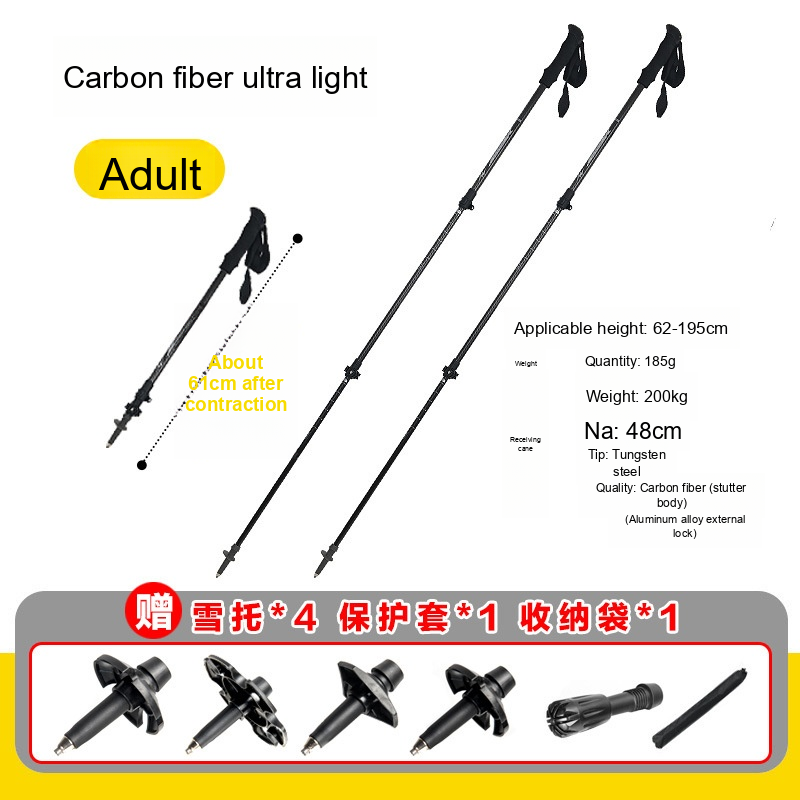 Carbon fiber ultra light
Adult
About
61cm after
contraction
Applicable height: 62-195cm
Weight
Quantity: 185g
Weight: 200kg
Receiving
cane
Na: 48cm
Tip: Tungsten
steel
Quality: Carbon fiber (stutter
body)
(Aluminum alloy external
lock)
赠 雪托*4 保护套*1 收纳袋*1